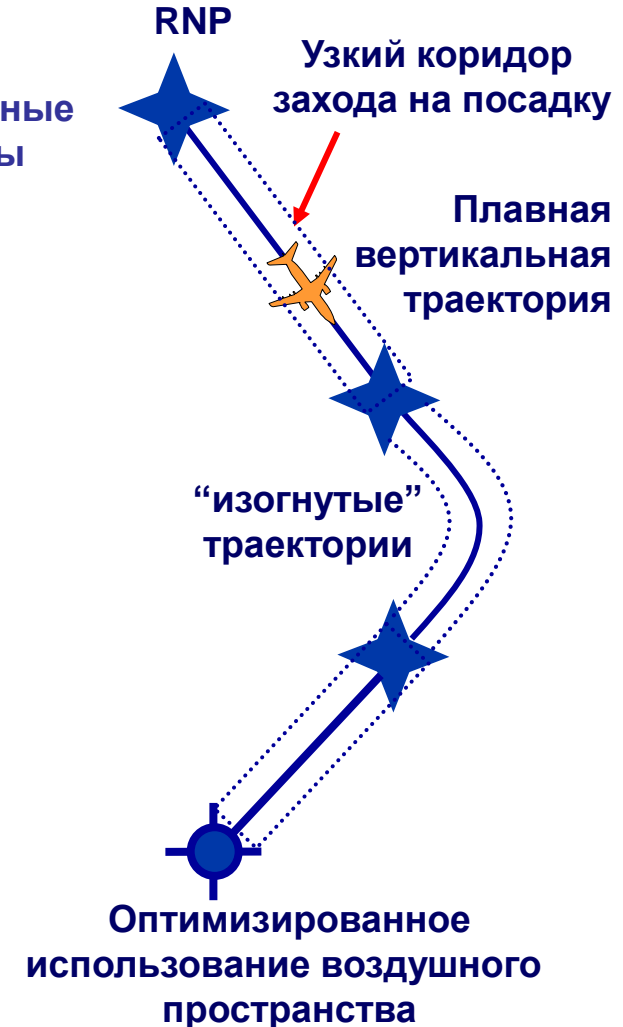 RNP
Узкий коридор
захода на посадку
Плавная
вертикальная
траектория
“изогнутые”
траектории
Оптимизированное
использование воздушного
пространства